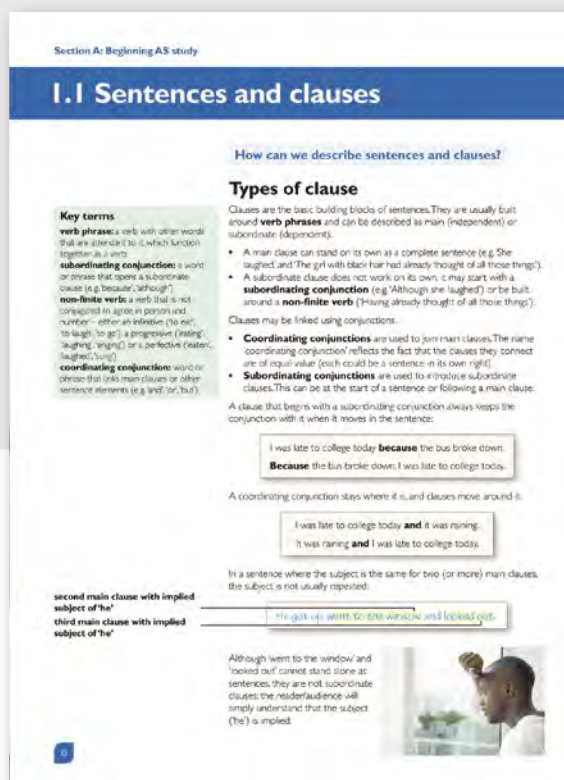 Section A: Beginning AS study
1.1 Sentences and clauses
How can we describe sentences and clauses?
Key terms
verb phrase: a verb with other words
that are attendant to it which function
together as a verb
subordinating conjunction: a word
or phrase that opens a subordinate
clause (e.g. 'because', 'although')
non-finite verb: a verb that is not
conjugated to agree in person and
number – either an infinitive ('to eat',
'to laugh', 'to go'), a progressive ('eating',
'laughing', 'singing') or a perfective ('eaten',
'laughed', 'sung')
coordinating conjunction: word or
phrase that links main clauses or other
sentence elements (e.g. 'and', 'or', 'but')
Types of clause
Clauses are the basic building blocks of sentences. They are usually built
around verb phrases and can be described as main (independent) or
subordinate (dependent).
• A main clause can stand on its own as a complete sentence (e.g. 'She
laughed' and 'The girl with black hair had already thought of all those things').
• A subordinate clause does not work on its own, it may start with a
subordinating conjunction (e.g. 'Although she laughed') or be built
around a non-finite verb ('Having already thought of all those things').
Clauses may be linked using conjunctions.
• Coordinating conjunctions are used to join main clauses. The name
'coordinating conjunction' reflects the fact that the clauses they connect
are of equal value (each could be a sentence in its own right).
• Subordinating conjunctions are used to introduce subordinate
clauses. This can be at the start of a sentence or following a main clause.
A clause that begins with a subordinating conjunction always keeps the
conjunction with it when it moves in the sentence:
I was late to college today because the bus broke down.
Because the bus broke down, I was late to college today.
A coordinating conjunction stays where it is, and clauses move around it.
I was late to college today and it was raining.
It was raining and I was late to college today.
In a sentence where the subject is the same for two (or more) main clauses,
the subject is not usually repeated:
second main clause with implied
subject of 'he'
third main clause with implied
subject of 'he'
He got up, went to the window and looked out.
Although 'went to the window' and
'looked out' cannot stand alone as
sentences, they are not subordinate
clauses; the reader/audience will
simply understand that the subject
('he') is implied.